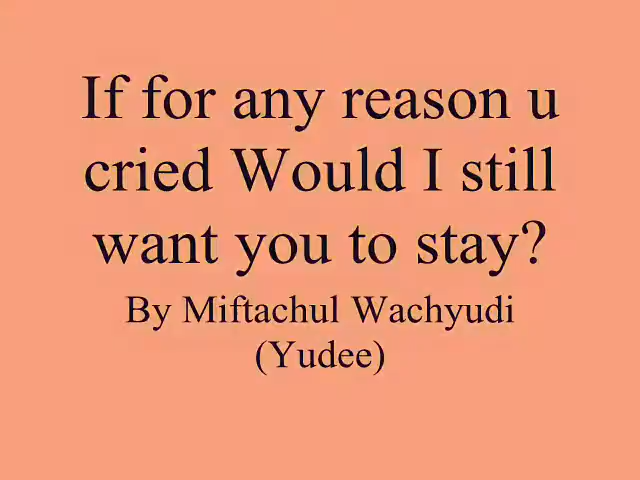 If for any reason u
cried Would I still
want you to stay?
By Miftachul Wachyudi
(Yudee)